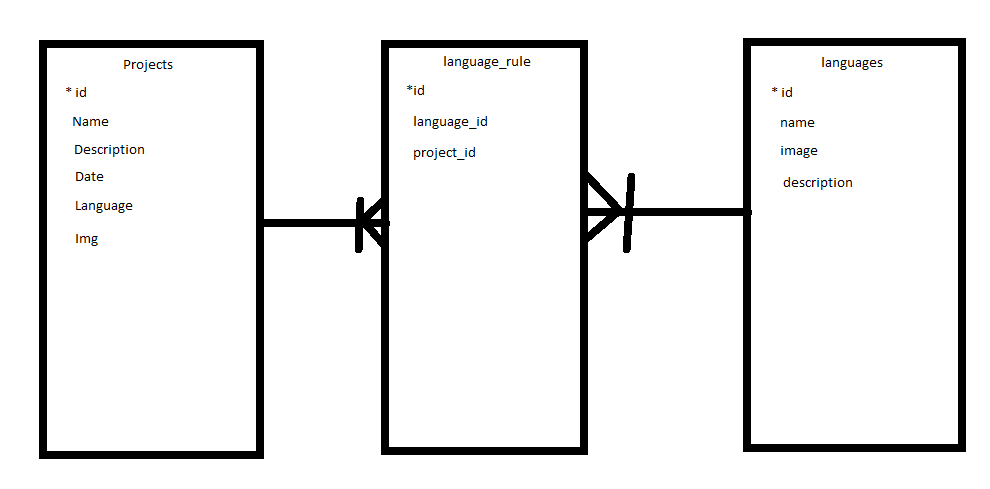 Projects
* id
Name
Description
Date
Language
Img
language_rule
*id
language_id
project_id
languages
* id
name
image
description